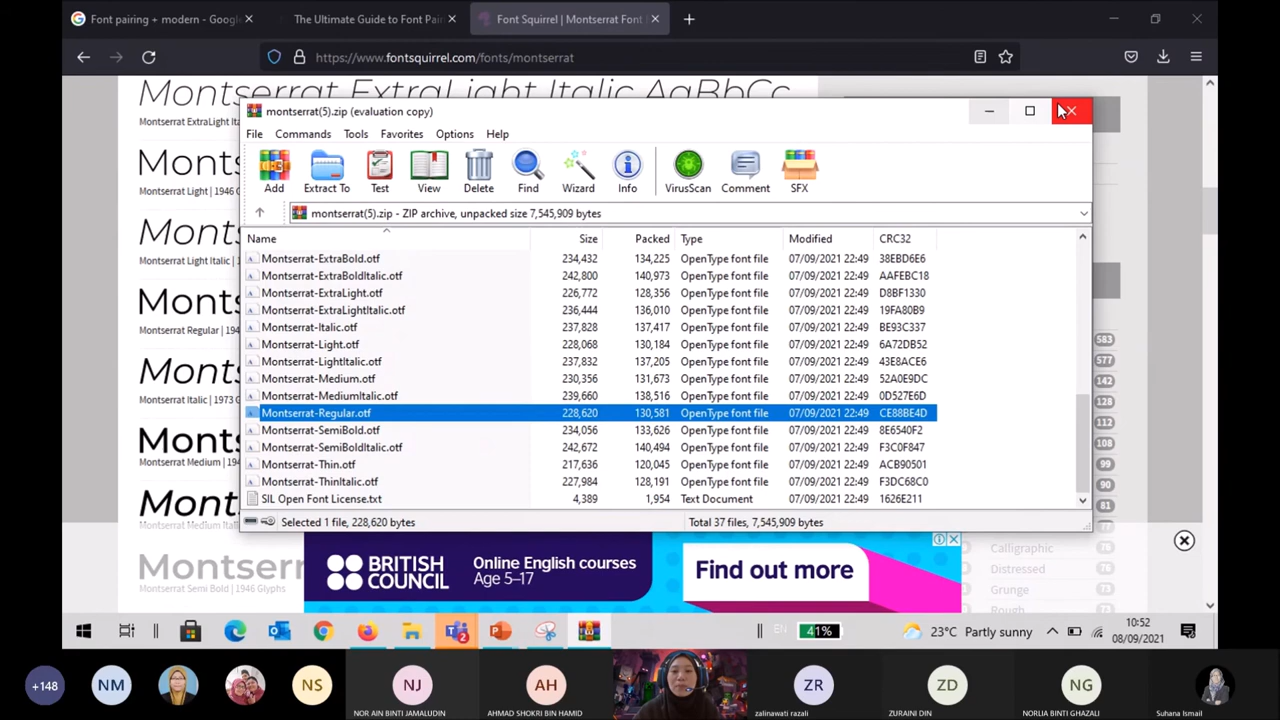 Font pairing + modern - Google
The Ultimate Guide to Font Pair
Font Squirrel | Montserrat Font
https://www.fontsquirrel.com/fonts/montserrat
Montserrat ExtraLight Italic AaBbCc
Montserrat ExtraLight It
Monts
Montserrat Light | 1946 G
Monts
Montserrat Light Italic |
Monts
Montserrat Regular | 194
Monts
Montserrat Italic | 1973 G
Monts
Montserrat Medium | 194
Mont
Montserrat Medium Itali
Montserr
Montserrat Semi Bold | 1946 Glyphs
montserrat(5).zip (evaluation copy)
File Commands Tools Favorites Options Help
Add Extract To Test View Delete Find Wizard Info VirusScan Comment SFX
montserrat(5).zip - ZIP archive, unpacked size 7,545,909 bytes
Name Size Packed Type Modified CRC32
Montserrat-ExtraBold.otf 234,432 134,225 OpenType font file 07/09/2021 22:49 38EBD6E6
Montserrat-ExtraBoldItalic.otf 242,800 140,973 OpenType font file 07/09/2021 22:49 AAFEBC18
Montserrat-ExtraLight.otf 226,772 128,356 OpenType font file 07/09/2021 22:49 D8BF1330
Montserrat-ExtraLightItalic.otf 236,444 136,010 OpenType font file 07/09/2021 22:49 19FA80B9
Montserrat-Italic.otf 237,828 137,417 OpenType font file 07/09/2021 22:49 BE93C337
Montserrat-Light.otf 228,068 130,184 OpenType font file 07/09/2021 22:49 6A72DB52
Montserrat-LightItalic.otf 237,832 137,205 OpenType font file 07/09/2021 22:49 43E8ACE6
Montserrat-Medium.otf 230,356 131,673 OpenType font file 07/09/2021 22:49 52A0E9DC
Montserrat-MediumItalic.otf 239,660 138,516 OpenType font file 07/09/2021 22:49 0D527E6D
Montserrat-Regular.otf 228,620 130,581 OpenType font file 07/09/2021 22:49 CE88BE4D
Montserrat-SemiBold.otf 234,056 133,626 OpenType font file 07/09/2021 22:49 8E6540F2
Montserrat-SemiBoldItalic.otf 242,672 140,494 OpenType font file 07/09/2021 22:49 F3C0F847
Montserrat-Thin.otf 217,636 120,045 OpenType font file 07/09/2021 22:49 ACB90501
Montserrat-ThinItalic.otf 227,984 128,191 OpenType font file 07/09/2021 22:49 F3DC68C0
SIL Open Font License.txt 4,389 1,954 Text Document 07/09/2021 22:49 1626E211
Selected 1 file, 228,620 bytes Total 37 files, 7,545,909 bytes
583
577
142
128
112
108
99
90
81
77
Calligraphic 76
Distressed 76
Grunge 73
Rough 73
BRITISH COUNCIL
Online English courses
Age 5–17
Find out more
EN 41% 23°C Partly sunny 10:52
08/09/2021
2
+148 NM NS NJ AH ZR ZD NG
NOR AIN BINTI JAMALUDIN AHMAD SHOKRI BIN HAMID zalinawati razali ZURAINI DIN NORLIA BINTI GHAZALI Suhana Ismail